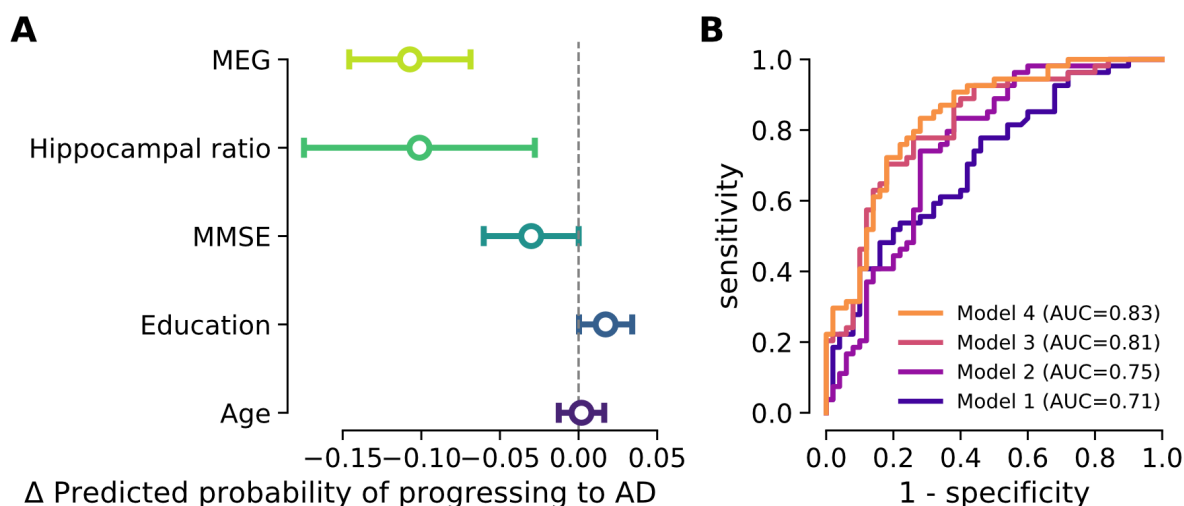 A
MEG
Hippocampal ratio
MMSE
Education
Age
−0.15 −0.10 −0.05 0.00 0.05
Δ Predicted probability of progressing to AD
B
sensitivity
1.0
0.8
0.6
0.4
0.2
0.0
Model 4 (AUC=0.83)
Model 3 (AUC=0.81)
Model 2 (AUC=0.75)
Model 1 (AUC=0.71)
0.0 0.2 0.4 0.6 0.8 1.0
1 - specificity